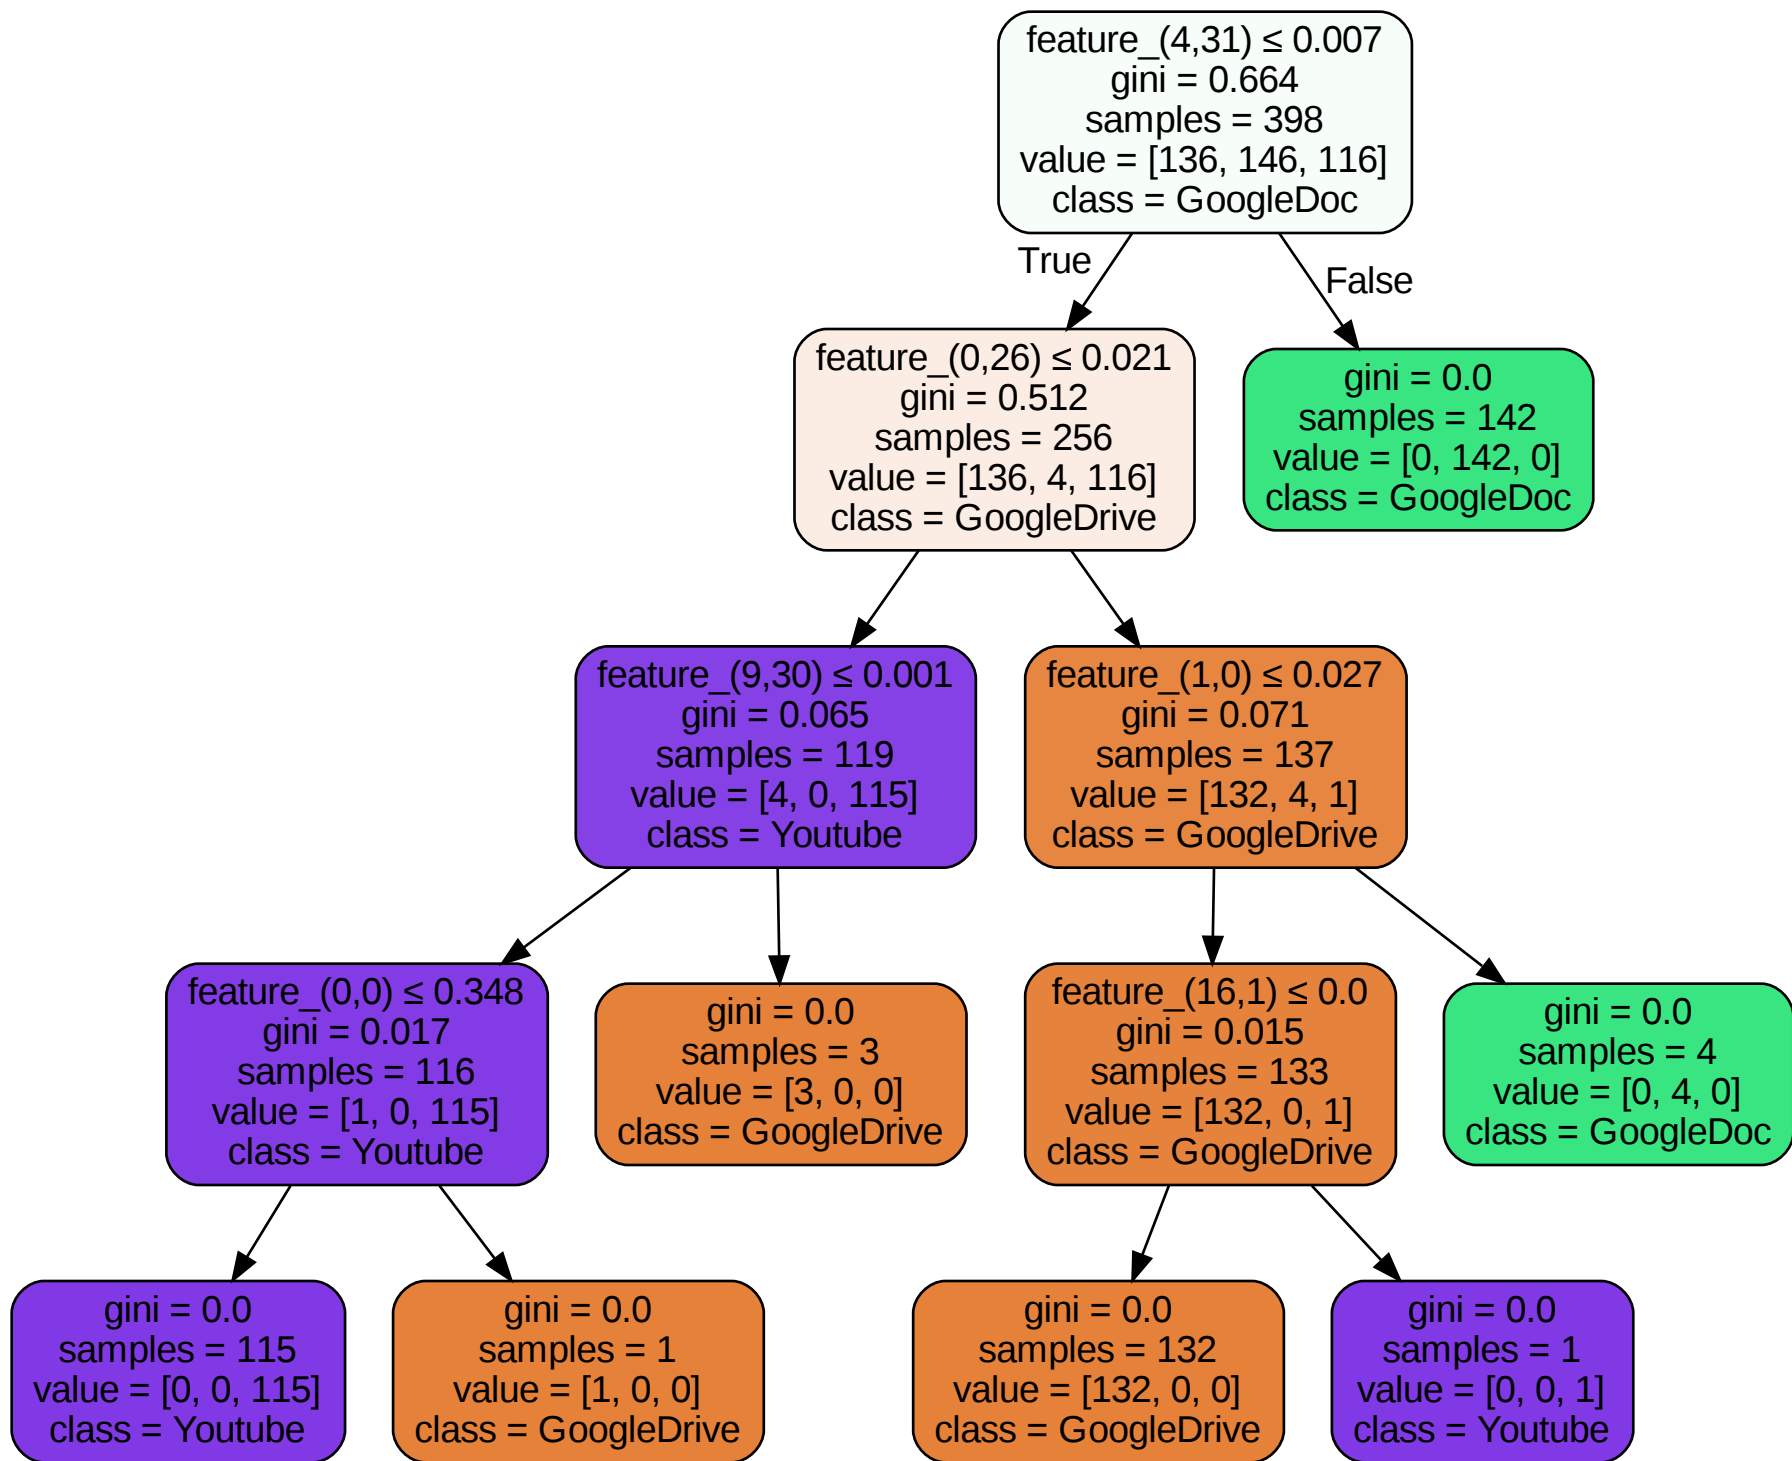 feature_(4,31) ≤ 0.007
gini = 0.664
samples = 398
value = [136, 146, 116]
class = GoogleDoc
True
False
feature_(0,26) ≤ 0.021
gini = 0.512
samples = 256
value = [136, 4, 116]
class = GoogleDrive
gini = 0.0
samples = 142
value = [0, 142, 0]
class = GoogleDoc
feature_(9,30) ≤ 0.001
gini = 0.065
samples = 119
value = [4, 0, 115]
class = Youtube
feature_(1,0) ≤ 0.027
gini = 0.071
samples = 137
value = [132, 4, 1]
class = GoogleDrive
feature_(0,0) ≤ 0.348
gini = 0.017
samples = 116
value = [1, 0, 115]
class = Youtube
gini = 0.0
samples = 3
value = [3, 0, 0]
class = GoogleDrive
feature_(16,1) ≤ 0.0
gini = 0.015
samples = 133
value = [132, 0, 1]
class = GoogleDrive
gini = 0.0
samples = 4
value = [0, 4, 0]
class = GoogleDoc
gini = 0.0
samples = 115
value = [0, 0, 115]
class = Youtube
gini = 0.0
samples = 1
value = [1, 0, 0]
class = GoogleDrive
gini = 0.0
samples = 132
value = [132, 0, 0]
class = GoogleDrive
gini = 0.0
samples = 1
value = [0, 0, 1]
class = Youtube